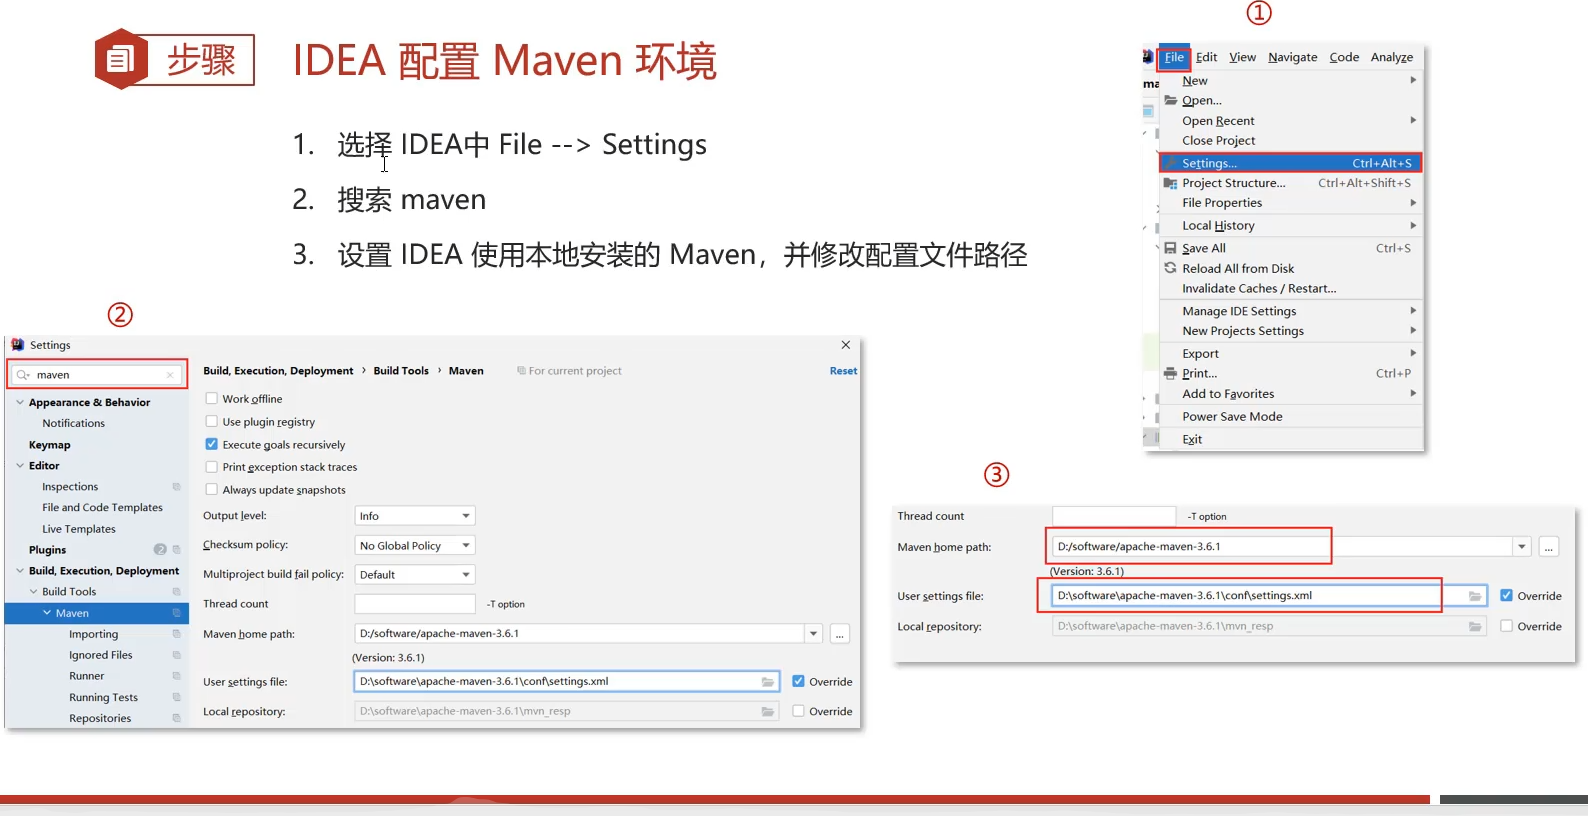 步骤
IDEA 配置 Maven 环境
1. 选择 IDEA中 File --> Settings
2. 搜索 maven
3. 设置 IDEA 使用本地安装的 Maven，并修改配置文件路径
①
File Edit View Navigate Code Analyze
ma
New
Open...
Open Recent
Close Project
Settings... Ctrl+Alt+S
Project Structure... Ctrl+Alt+Shift+S
File Properties
Local History
Save All Ctrl+S
Reload All from Disk
Invalidate Caches / Restart...
Manage IDE Settings
New Projects Settings
Export
Print... Ctrl+P
Add to Favorites
Power Save Mode
Exit
②
Settings
maven
Appearance & Behavior
Notifications
Keymap
Editor
Inspections
File and Code Templates
Live Templates
Plugins 2
Build, Execution, Deployment
Build Tools
Maven
Importing
Ignored Files
Runner
Running Tests
Repositories
Build, Execution, Deployment › Build Tools › Maven For current project Reset
Work offline
Use plugin registry
Execute goals recursively
Print exception stack traces
Always update snapshots
Output level: Info
Checksum policy: No Global Policy
Multiproject build fail policy: Default
Thread count -T option
Maven home path: D:/software/apache-maven-3.6.1 ...
(Version: 3.6.1)
User settings file: D:\software\apache-maven-3.6.1\conf\settings.xml Override
Local repository: D:\software\apache-maven-3.6.1\mvn_resp Override
③
Thread count -T option
Maven home path: D:/software/apache-maven-3.6.1 ...
(Version: 3.6.1)
User settings file: D:\software\apache-maven-3.6.1\conf\settings.xml Override
Local repository: D:\software\apache-maven-3.6.1\mvn_resp Override